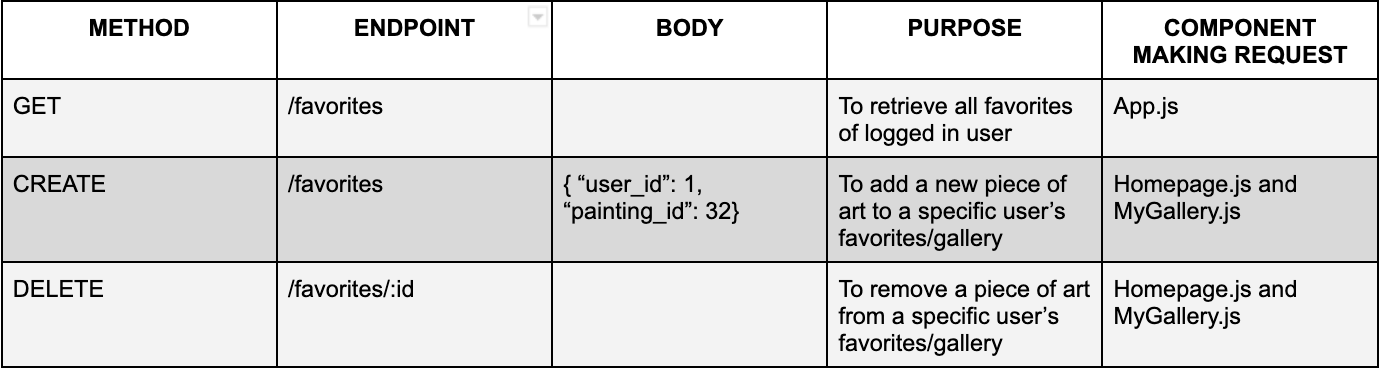 METHOD ENDPOINT BODY PURPOSE COMPONENT
MAKING REQUEST
GET /favorites To retrieve all favorites App.js
of logged in user
CREATE /favorites { “user_id”: 1, To add a new piece of Homepage.js and
“painting_id”: 32} art to a specific user’s MyGallery.js
favorites/gallery
DELETE /favorites/:id To remove a piece of art Homepage.js and
from a specific user’s MyGallery.js
favorites/gallery